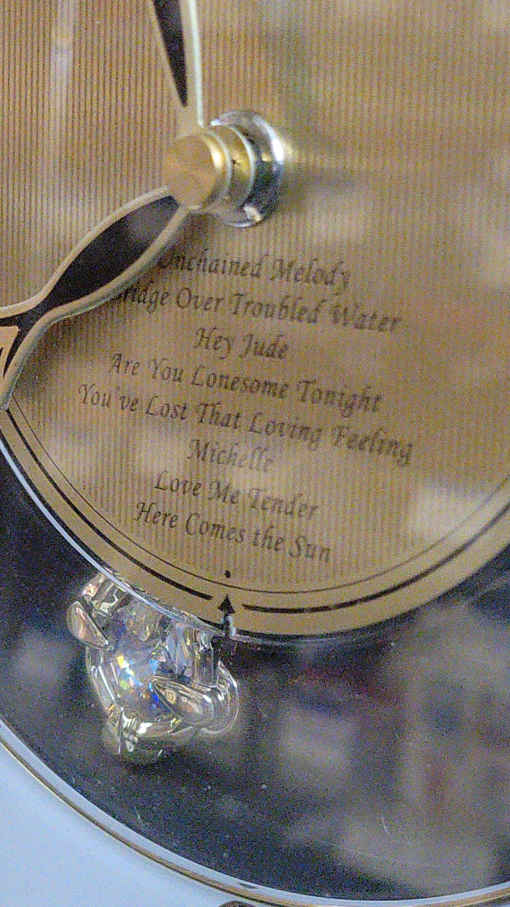 Unchained Melody
Bridge Over Troubled Water
Hey Jude
Are You Lonesome Tonight
You've Lost That Loving Feeling
Michelle
Love Me Tender
Here Comes the Sun